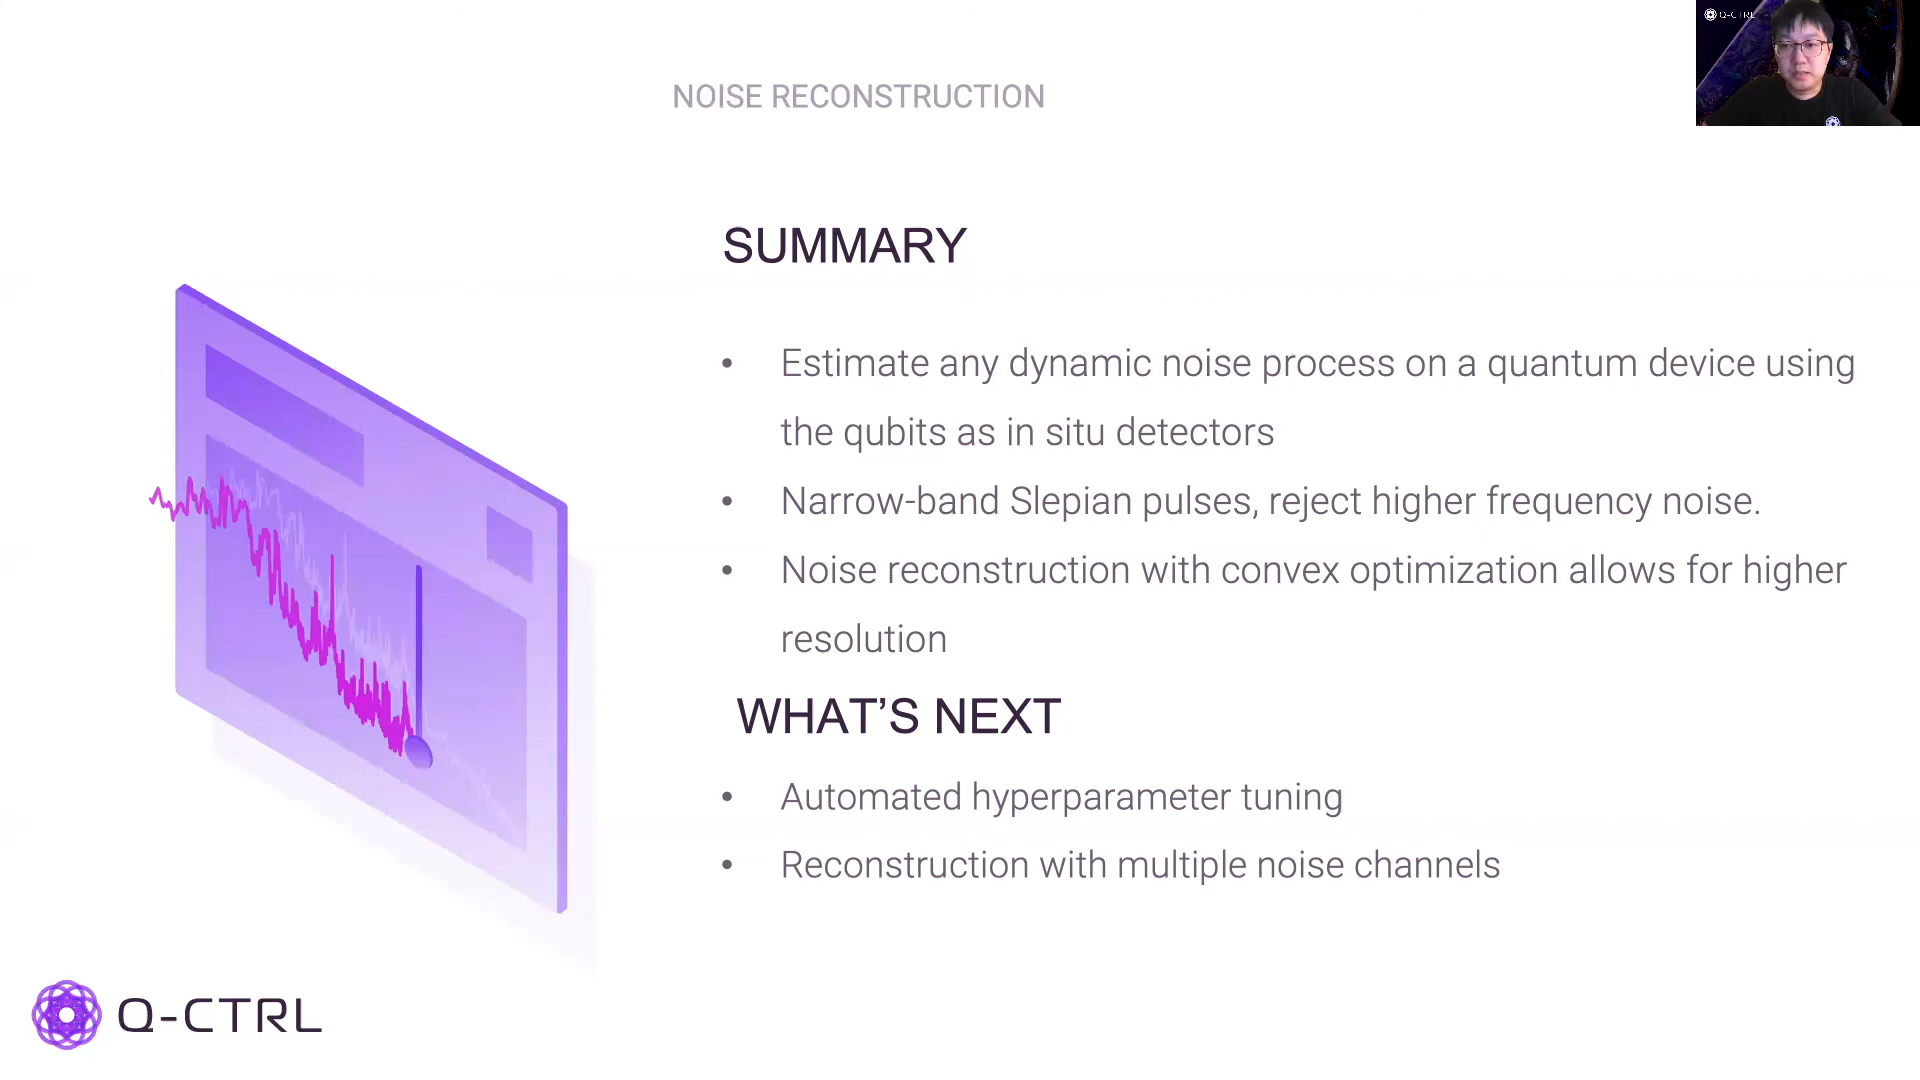 Q-CTRL
NOISE RECONSTRUCTION
SUMMARY
• Estimate any dynamic noise process on a quantum device using
the qubits as in situ detectors
• Narrow-band Slepian pulses, reject higher frequency noise.
• Noise reconstruction with convex optimization allows for higher
resolution
WHAT’S NEXT
• Automated hyperparameter tuning
• Reconstruction with multiple noise channels
Q-CTRL